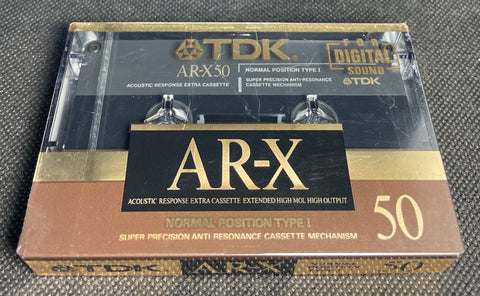 TDK
AR-X50
NORMAL POSITION TYPE I
ACOUSTIC RESPONSE EXTRA CASSETTE
SUPER PRECISION ANTI-RESONANCE
CASSETTE MECHANISM
FOR
DIGITAL
SOUND
TDK
AR-X
ACOUSTIC RESPONSE EXTRA CASSETTE EXTENDED HIGH MOL HIGH OUTPUT
NORMAL POSITION TYPE I
SUPER PRECISION ANTI-RESONANCE CASSETTE MECHANISM
50
TDK
AR-X
50